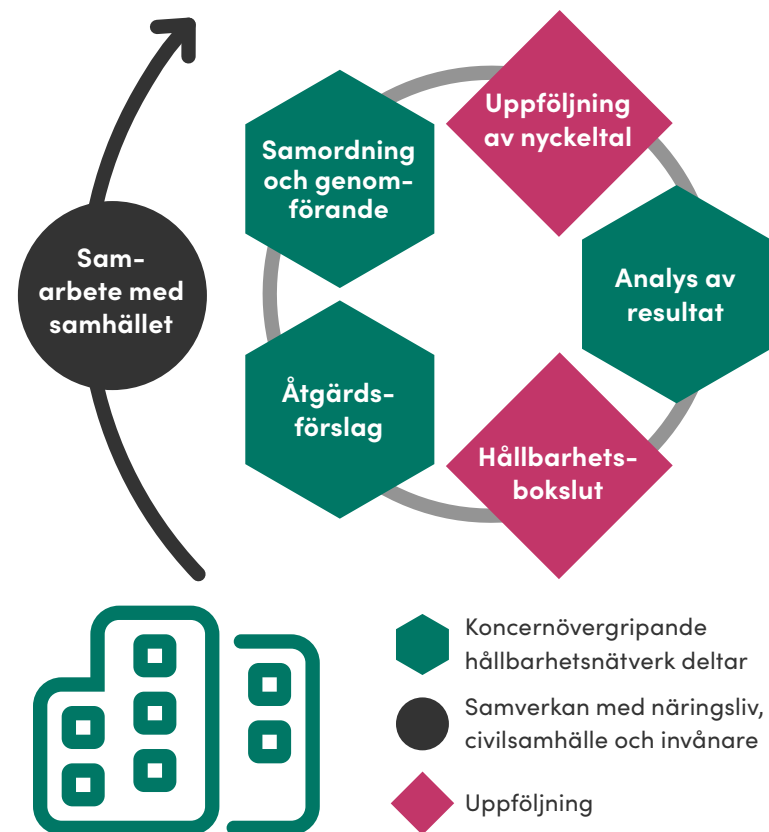 Uppföljning
av nyckeltal
Samordning
och genom-
förande
Sam-
arbete med
samhället
Analys av
resultat
Åtgärds-
förslag
Hållbarhets-
bokslut
Koncernövergripande
hållbarhetsnätverk deltar
Samverkan med näringsliv,
civilsamhälle och invånare
Uppföljning